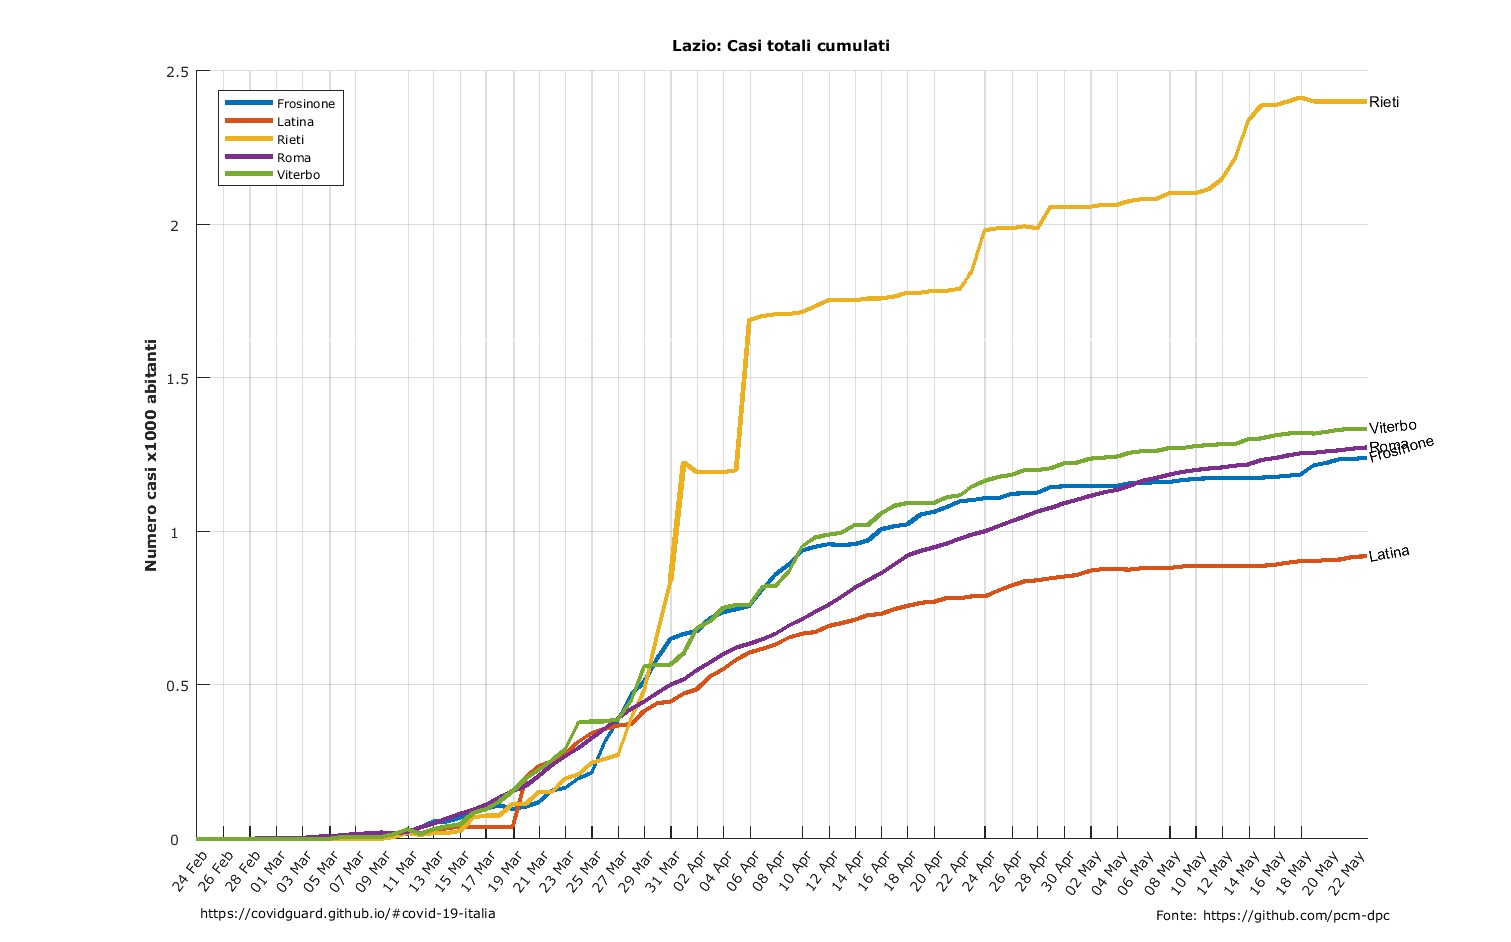 Lazio: Casi totali cumulati
Numero casi x1000 abitanti
2.5
2
1.5
1
0.5
0
Frosinone
Latina
Rieti
Roma
Viterbo
Rieti
Viterbo
Roma
Frosinone
Latina
24 Feb
26 Feb
28 Feb
01 Mar
03 Mar
05 Mar
07 Mar
09 Mar
11 Mar
13 Mar
15 Mar
17 Mar
19 Mar
21 Mar
23 Mar
25 Mar
27 Mar
29 Mar
31 Mar
02 Apr
04 Apr
06 Apr
08 Apr
10 Apr
12 Apr
14 Apr
16 Apr
18 Apr
20 Apr
22 Apr
24 Apr
26 Apr
28 Apr
30 Apr
02 May
04 May
06 May
08 May
10 May
12 May
14 May
16 May
18 May
20 May
22 May
https://covidguard.github.io/#covid-19-italia
Fonte: https://github.com/pcm-dpc